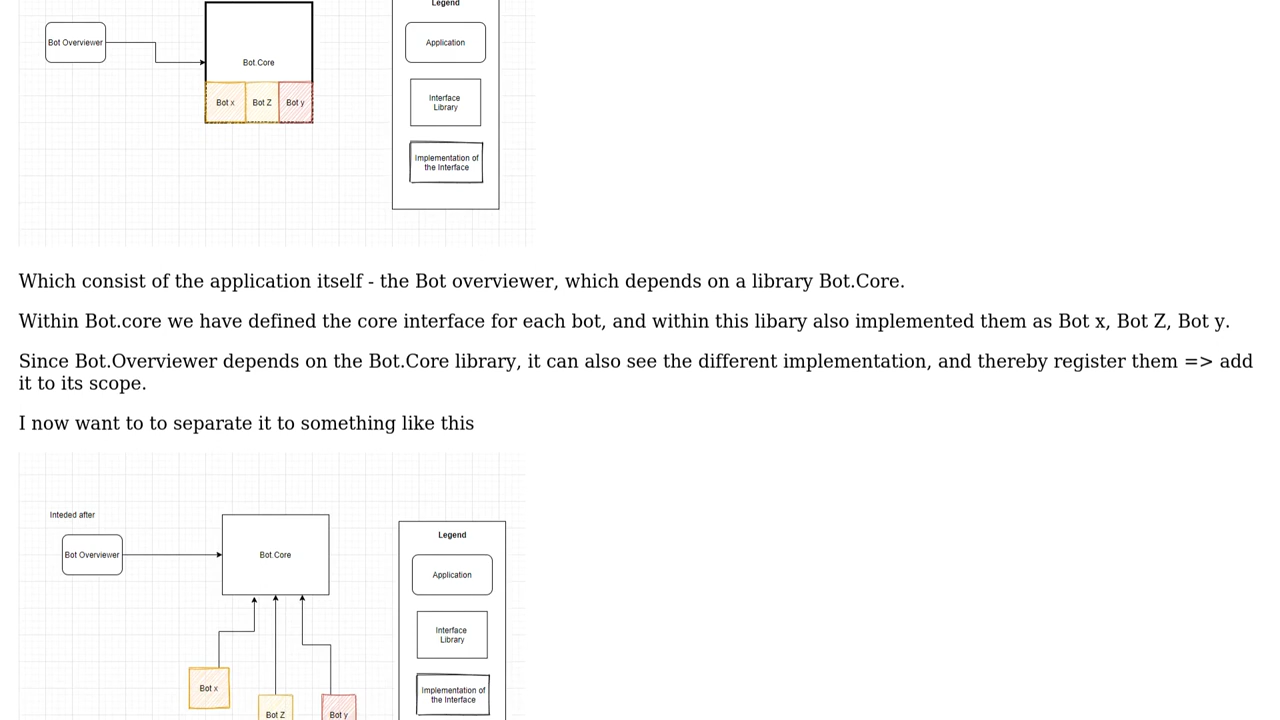 Legend
Bot Overviewer
Application
Bot.Core
Interface
Library
Bot x
Bot Z
Bot y
Implementation of
the Interface
Which consist of the application itself - the Bot overviewer, which depends on a library Bot.Core.
Within Bot.core we have defined the core interface for each bot, and within this libary also implemented them as Bot x, Bot Z, Bot y.
Since Bot.Overviewer depends on the Bot.Core library, it can also see the different implementation, and thereby register them => add
it to its scope.
I now want to to separate it to something like this
Inteded after
Bot Overviewer
Bot.Core
Legend
Application
Interface
Library
Bot x
Bot Z
Bot y
Implementation of
the Interface